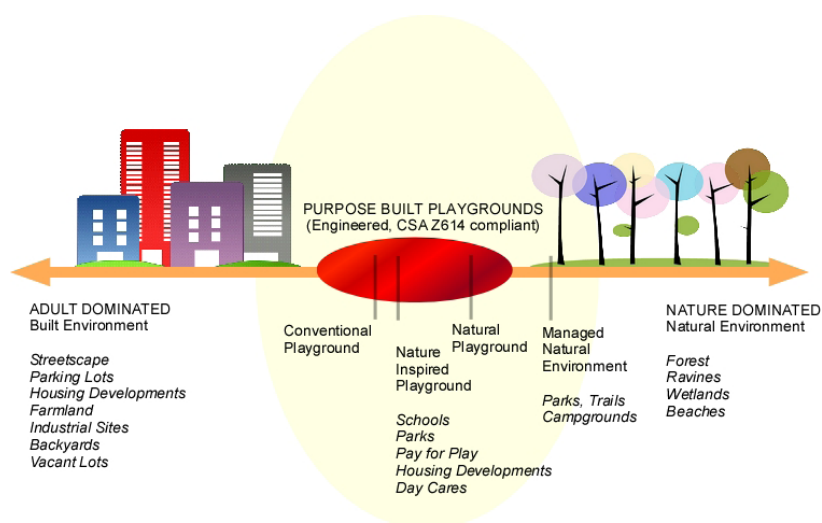 PURPOSE BUILT PLAYGROUNDS
(Engineered, CSA Z614 compliant)
ADULT DOMINATED
Built Environment
Streetscape
Parking Lots
Housing Developments
Farmland
Industrial Sites
Backyards
Vacant Lots
Conventional
Playground
Nature
Inspired
Playground
Schools
Parks
Pay for Play
Housing Developments
Day Cares
Natural
Playground
Managed
Natural
Environment
Parks, Trails
Campgrounds
NATURE DOMINATED
Natural Environment
Forest
Ravines
Wetlands
Beaches